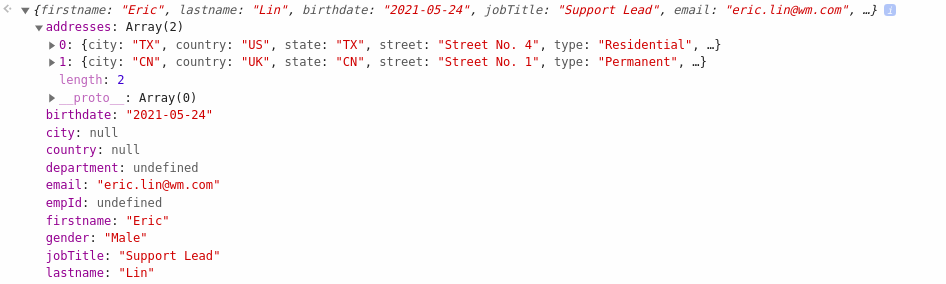 {firstname: "Eric", lastname: "Lin", birthdate: "2021-05-24", jobTitle: "Support Lead", email: "eric.lin@wm.com", …} i
addresses: Array(2)
0: {city: "TX", country: "US", state: "TX", street: "Street No. 4", type: "Residential", …}
1: {city: "CN", country: "UK", state: "CN", street: "Street No. 1", type: "Permanent", …}
length: 2
__proto__: Array(0)
birthdate: "2021-05-24"
city: null
country: null
department: undefined
email: "eric.lin@wm.com"
empId: undefined
firstname: "Eric"
gender: "Male"
jobTitle: "Support Lead"
lastname: "Lin"